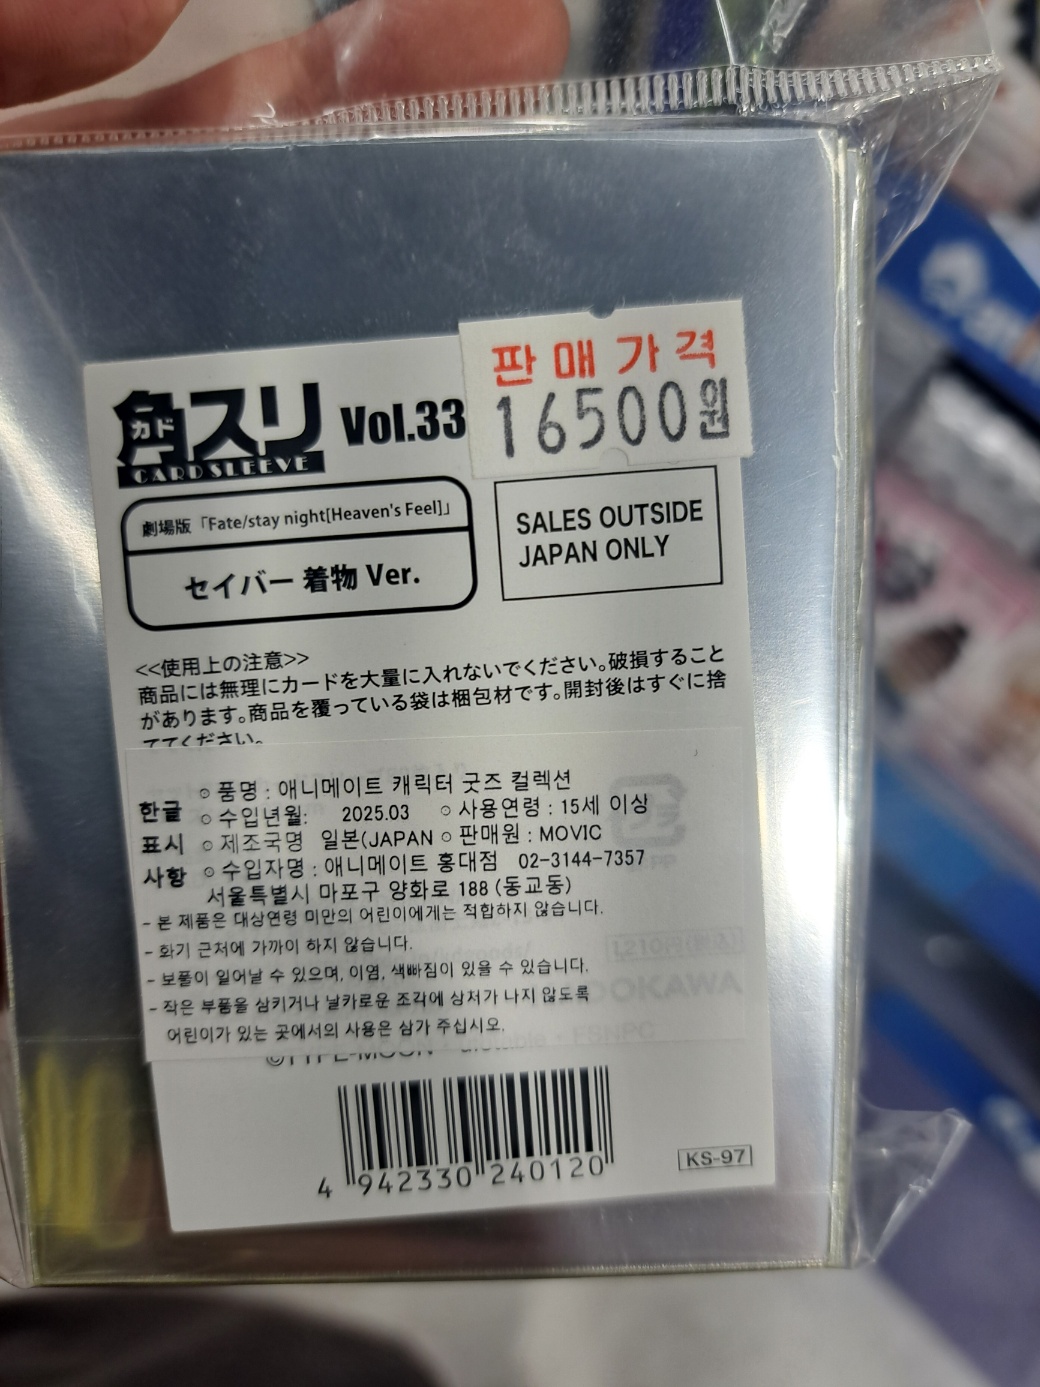 판매가격
16500원
角スリ Vol.33
カド
CARD SLEEVE
劇場版「Fate/stay night[Heaven's Feel]」
セイバー 着物 Ver.
SALES OUTSIDE
JAPAN ONLY
<<使用上の注意>>
商品には無理にカードを大量に入れないでください。破損すること
があります。商品を覆っている袋は梱包材です。開封後はすぐに捨
ててください。
한글
표시
사항
○ 품명 : 애니메이트 캐릭터 굿즈 컬렉션
○ 수입년월: 2025.03 ○ 사용연령 : 15세 이상
○ 제조국명 일본(JAPAN ○ 판매원 : MOVIC
○ 수입자명 : 애니메이트 홍대점 02-3144-7357
서울특별시 마포구 양화로 188 (동교동)
- 본 제품은 대상연령 미만의 어린이에게는 적합하지 않습니다.
- 화기 근처에 가까이 하지 않습니다.
- 보풀이 일어날 수 있으며, 이염, 색빠짐이 있을 수 있습니다.
- 작은 부품을 삼키거나 날카로운 조각에 상처가 나지 않도록
어린이가 있는 곳에서의 사용은 삼가 주십시오.
©TYPE-MOON
4 942330 240120
KS-97